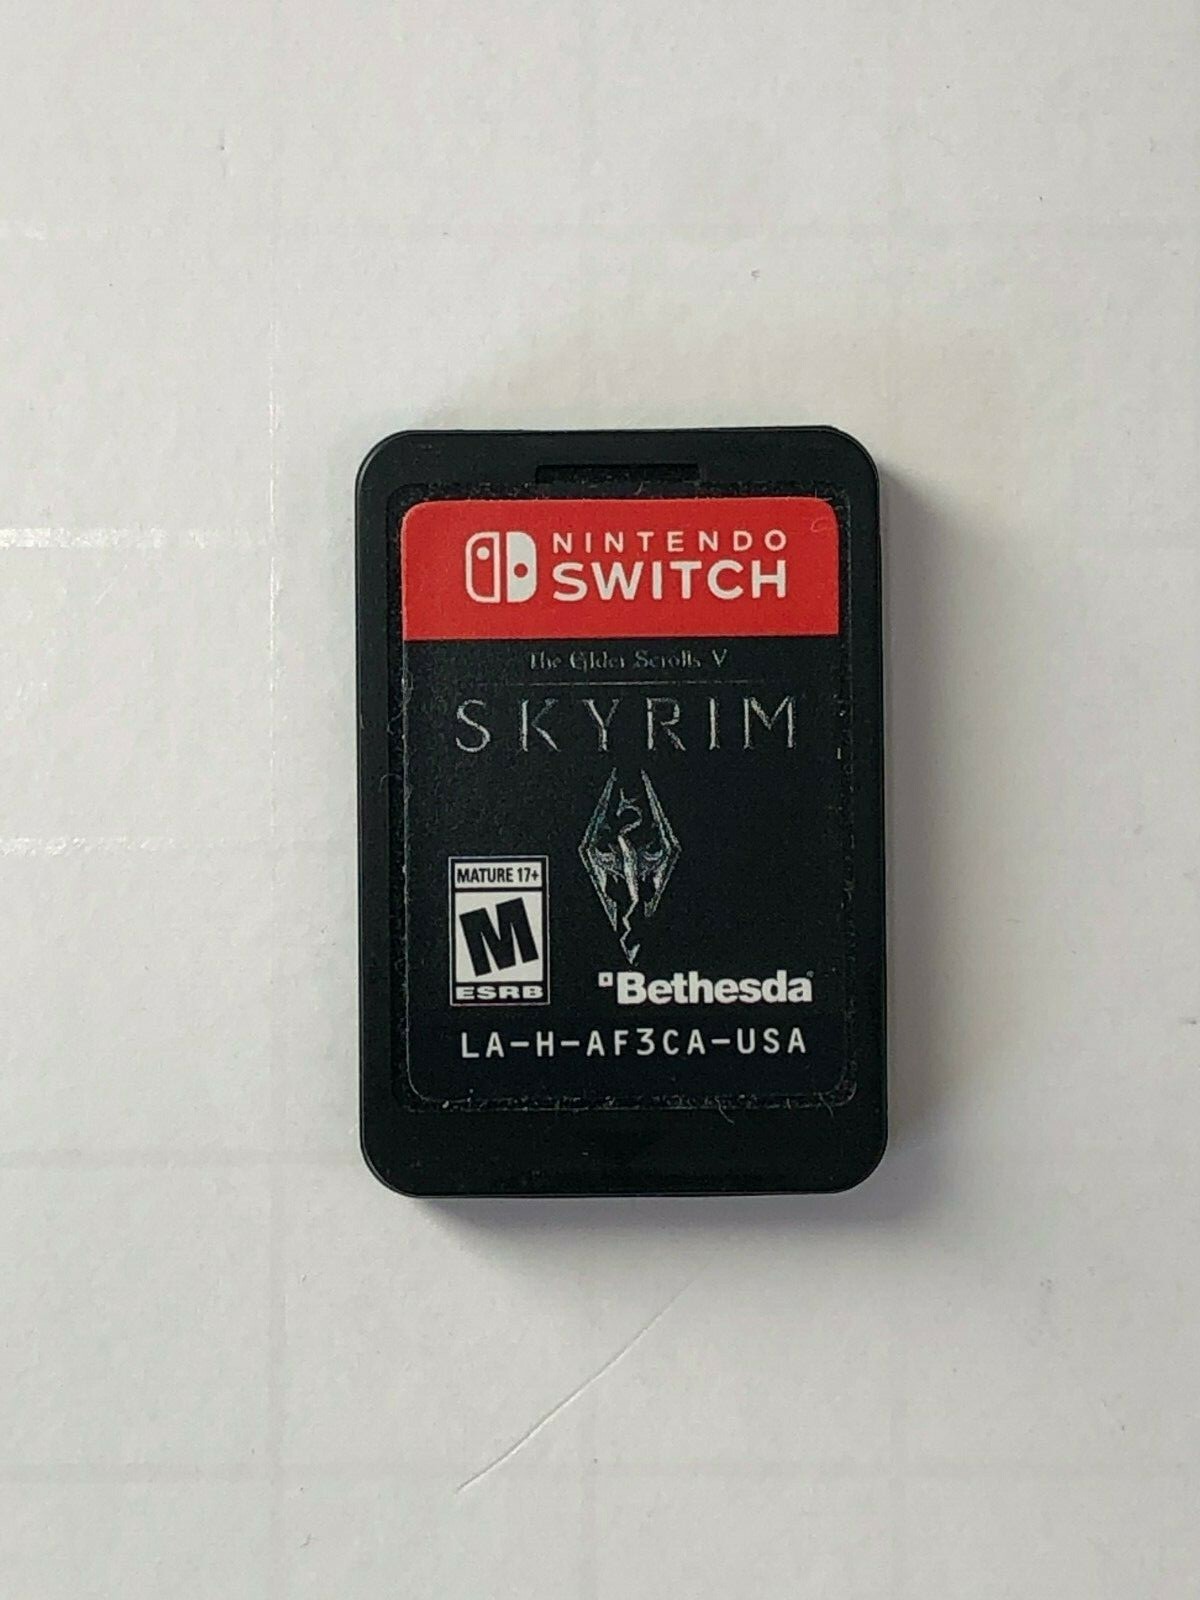 NINTENDO
SWITCH
The Elder Scrolls V
SKYRIM
MATURE 17+
M
ESRB
Bethesda
LA-H-AF3CA-USA